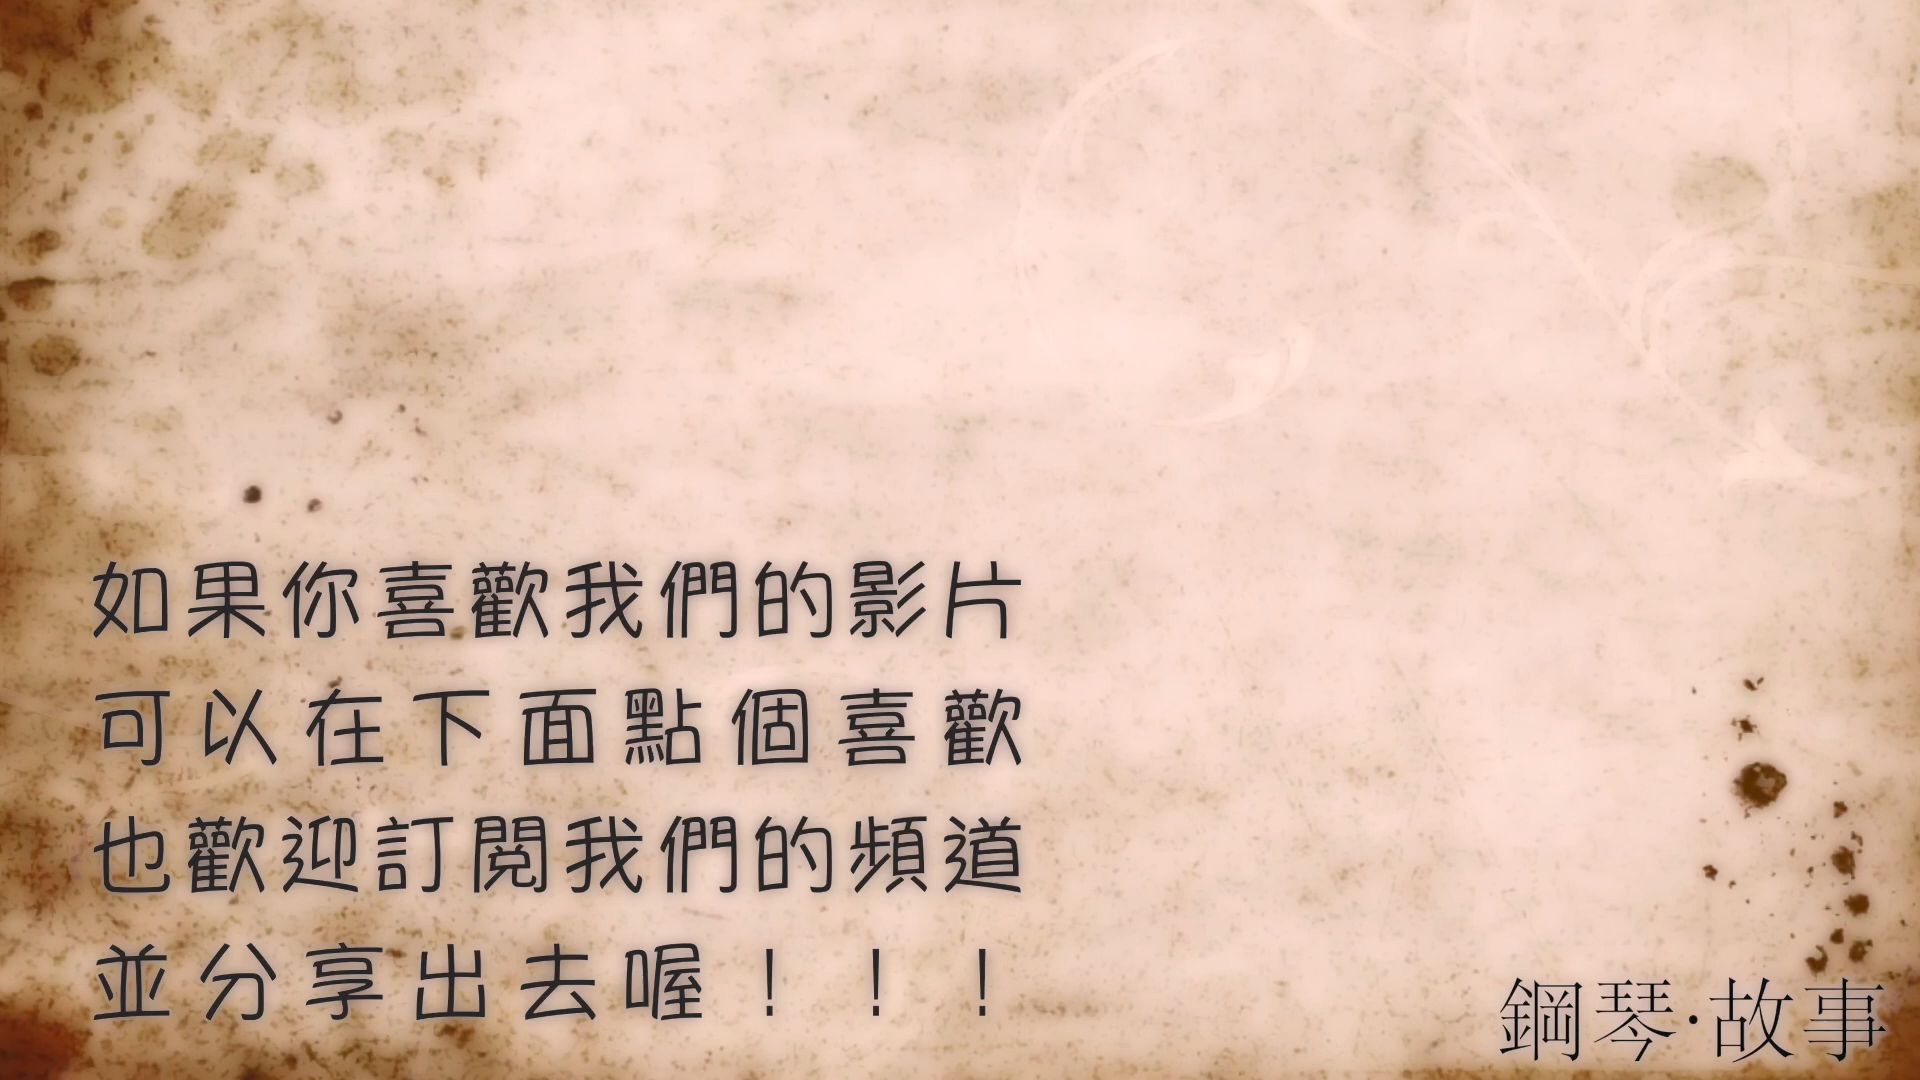 如果你喜歡我們的影片
可以在下面點個喜歡
也歡迎訂閱我們的頻道
並分享出去喔！！！
鋼琴·故事